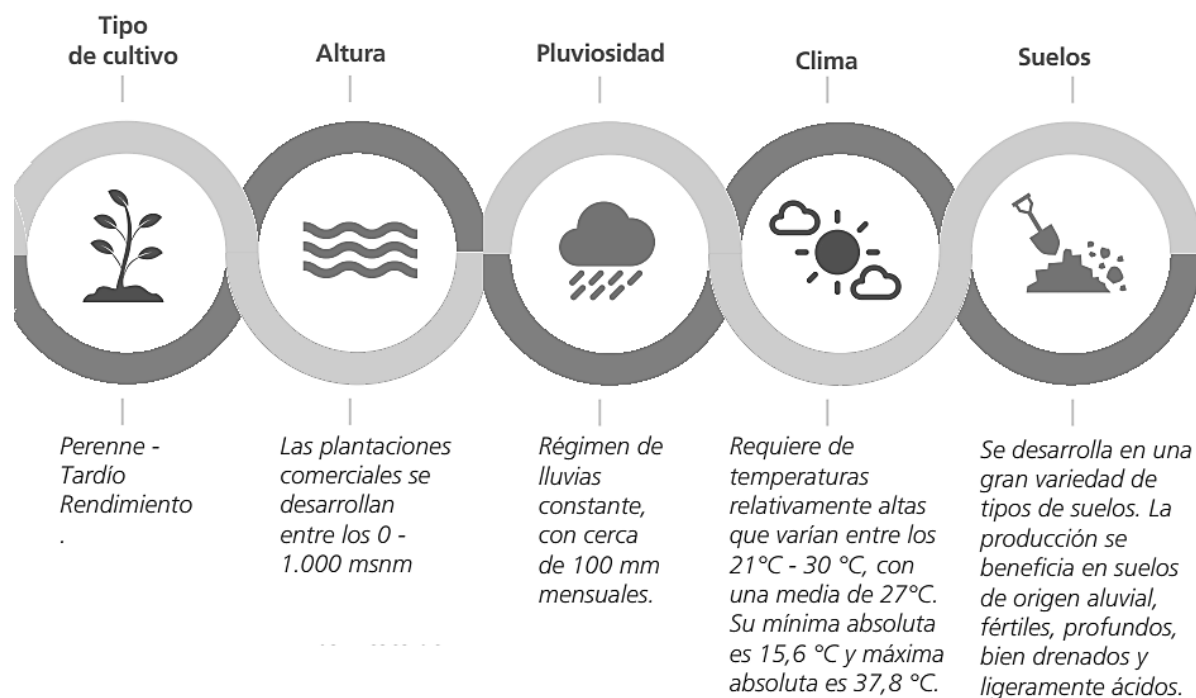 Tipo
de cultivo
Altura
Pluviosidad
Clima
Suelos
Perenne -
Tardío
Rendimiento
.
Las plantaciones
comerciales se
desarrollan
entre los 0 -
1.000 msnm
Régimen de
lluvias
constante,
con cerca
de 100 mm
mensuales.
Requiere de
temperaturas
relativamente altas
que varían entre los
21°C - 30 °C, con
una media de 27°C.
Su mínima absoluta
es 15,6 °C y máxima
absoluta es 37,8 °C.
Se desarrolla en una
gran variedad de
tipos de suelos. La
producción se
beneficia en suelos
de origen aluvial,
fértiles, profundos,
bien drenados y
ligeramente ácidos.